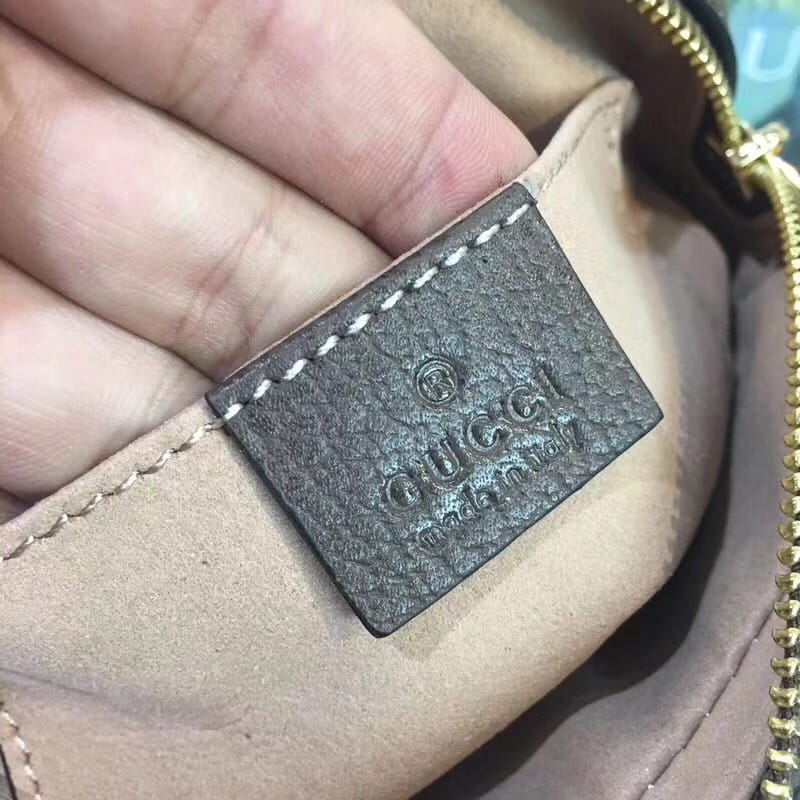 ®
GUCCI
made in italy
U